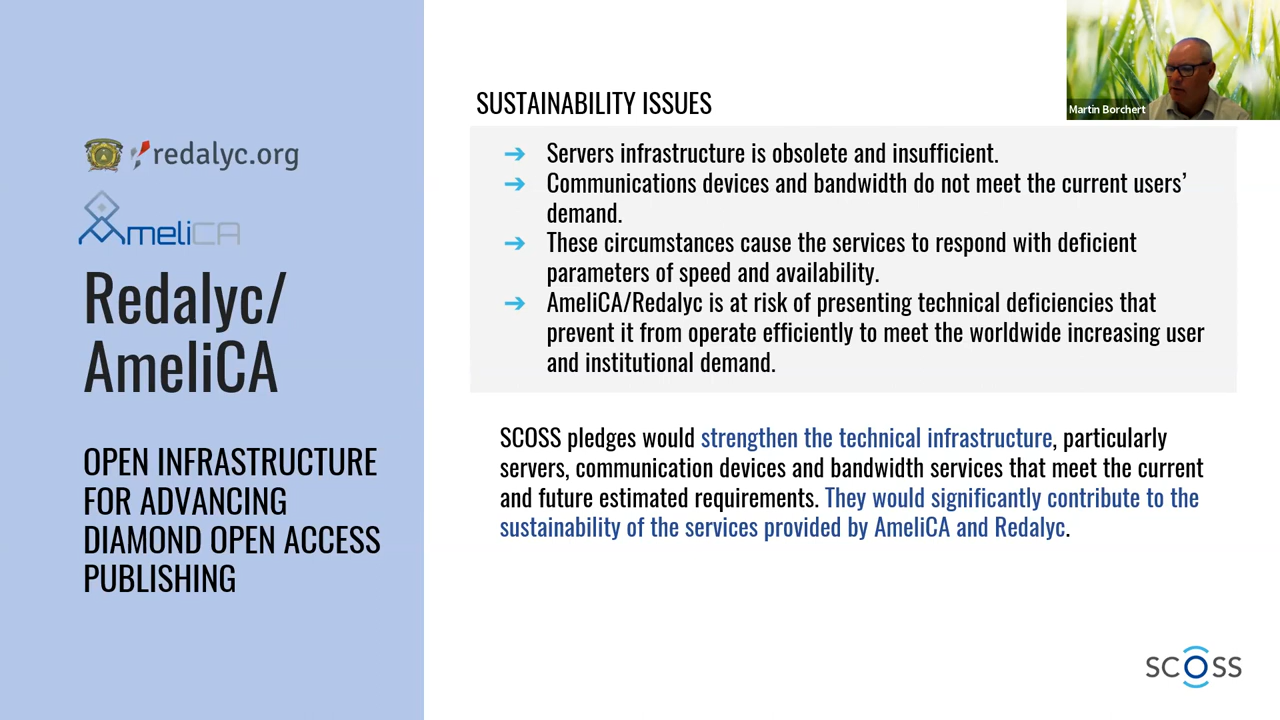 redalyc.org
AmeliCA
Redalyc/
AmeliCA
OPEN INFRASTRUCTURE
FOR ADVANCING
DIAMOND OPEN ACCESS
PUBLISHING
SUSTAINABILITY ISSUES
➔ Servers infrastructure is obsolete and insufficient.
➔ Communications devices and bandwidth do not meet the current users’
demand.
➔ These circumstances cause the services to respond with deficient
parameters of speed and availability.
➔ AmeliCA/Redalyc is at risk of presenting technical deficiencies that
prevent it from operate efficiently to meet the worldwide increasing user
and institutional demand.
SCOSS pledges would strengthen the technical infrastructure, particularly
servers, communication devices and bandwidth services that meet the current
and future estimated requirements. They would significantly contribute to the
sustainability of the services provided by AmeliCA and Redalyc.
Martin Borchert
SCOSS